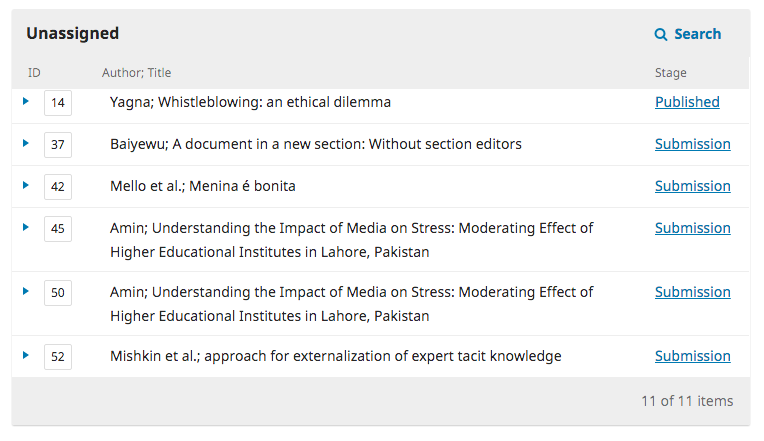 Unassigned
Search
ID Author; Title Stage
14 Yagna; Whistleblowing: an ethical dilemma Published
37 Baiyewu; A document in a new section: Without section editors Submission
42 Mello et al.; Menina é bonita Submission
45 Amin; Understanding the Impact of Media on Stress: Moderating Effect of Submission
Higher Educational Institutes in Lahore, Pakistan
50 Amin; Understanding the Impact of Media on Stress: Moderating Effect of Submission
Higher Educational Institutes in Lahore, Pakistan
52 Mishkin et al.; approach for externalization of expert tacit knowledge Submission
11 of 11 items